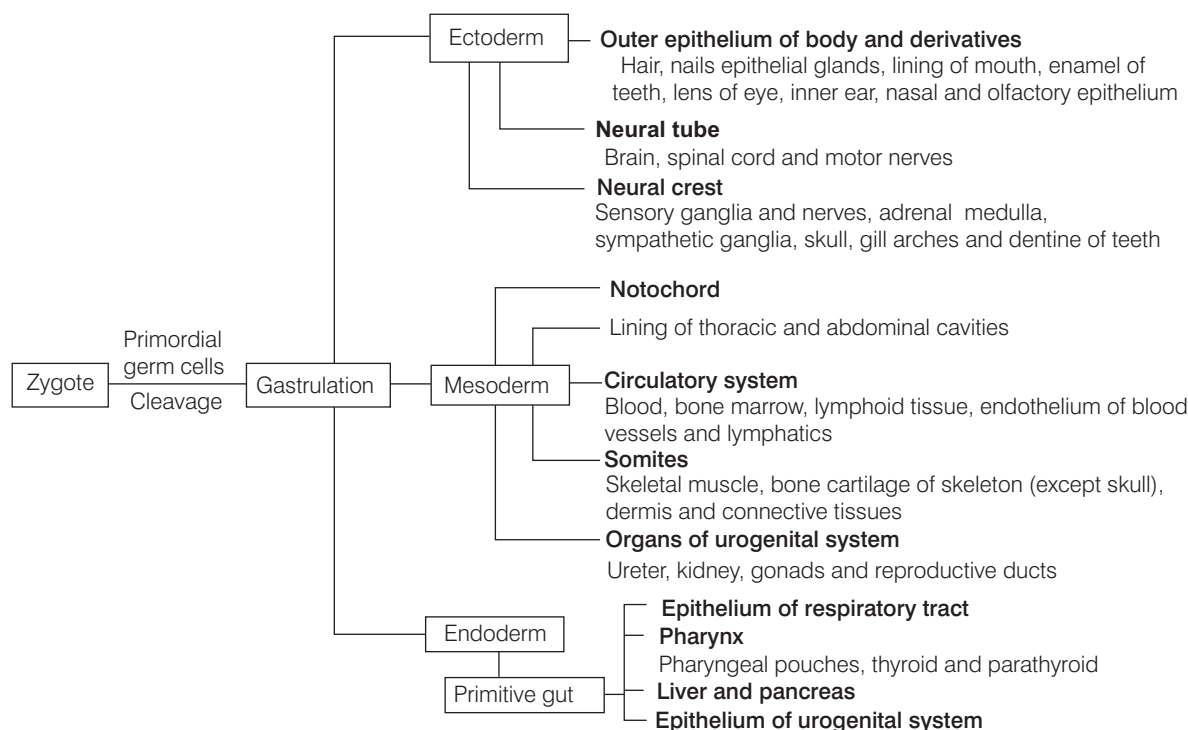 Ectoderm
Outer epithelium of body and derivatives
Hair, nails epithelial glands, lining of mouth, enamel of
teeth, lens of eye, inner ear, nasal and olfactory epithelium
Neural tube
Brain, spinal cord and motor nerves
Neural crest
Sensory ganglia and nerves, adrenal medulla,
sympathetic ganglia, skull, gill arches and dentine of teeth
Zygote
Primordial
germ cells
Cleavage
Gastrulation
Mesoderm
Notochord
Lining of thoracic and abdominal cavities
Circulatory system
Blood, bone marrow, lymphoid tissue, endothelium of blood
vessels and lymphatics
Somites
Skeletal muscle, bone cartilage of skeleton (except skull),
dermis and connective tissues
Organs of urogenital system
Ureter, kidney, gonads and reproductive ducts
Endoderm
Primitive gut
Epithelium of respiratory tract
Pharynx
Pharyngeal pouches, thyroid and parathyroid
Liver and pancreas
Epithelium of urogenital system